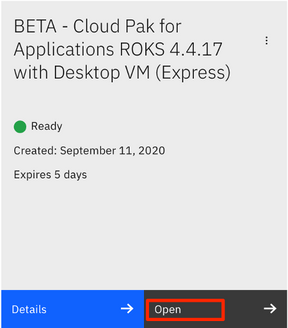 BETA - Cloud Pak for
Applications ROKS 4.4.17
with Desktop VM (Express)
Ready
Created: September 11, 2020
Expires 5 days
Details
Open